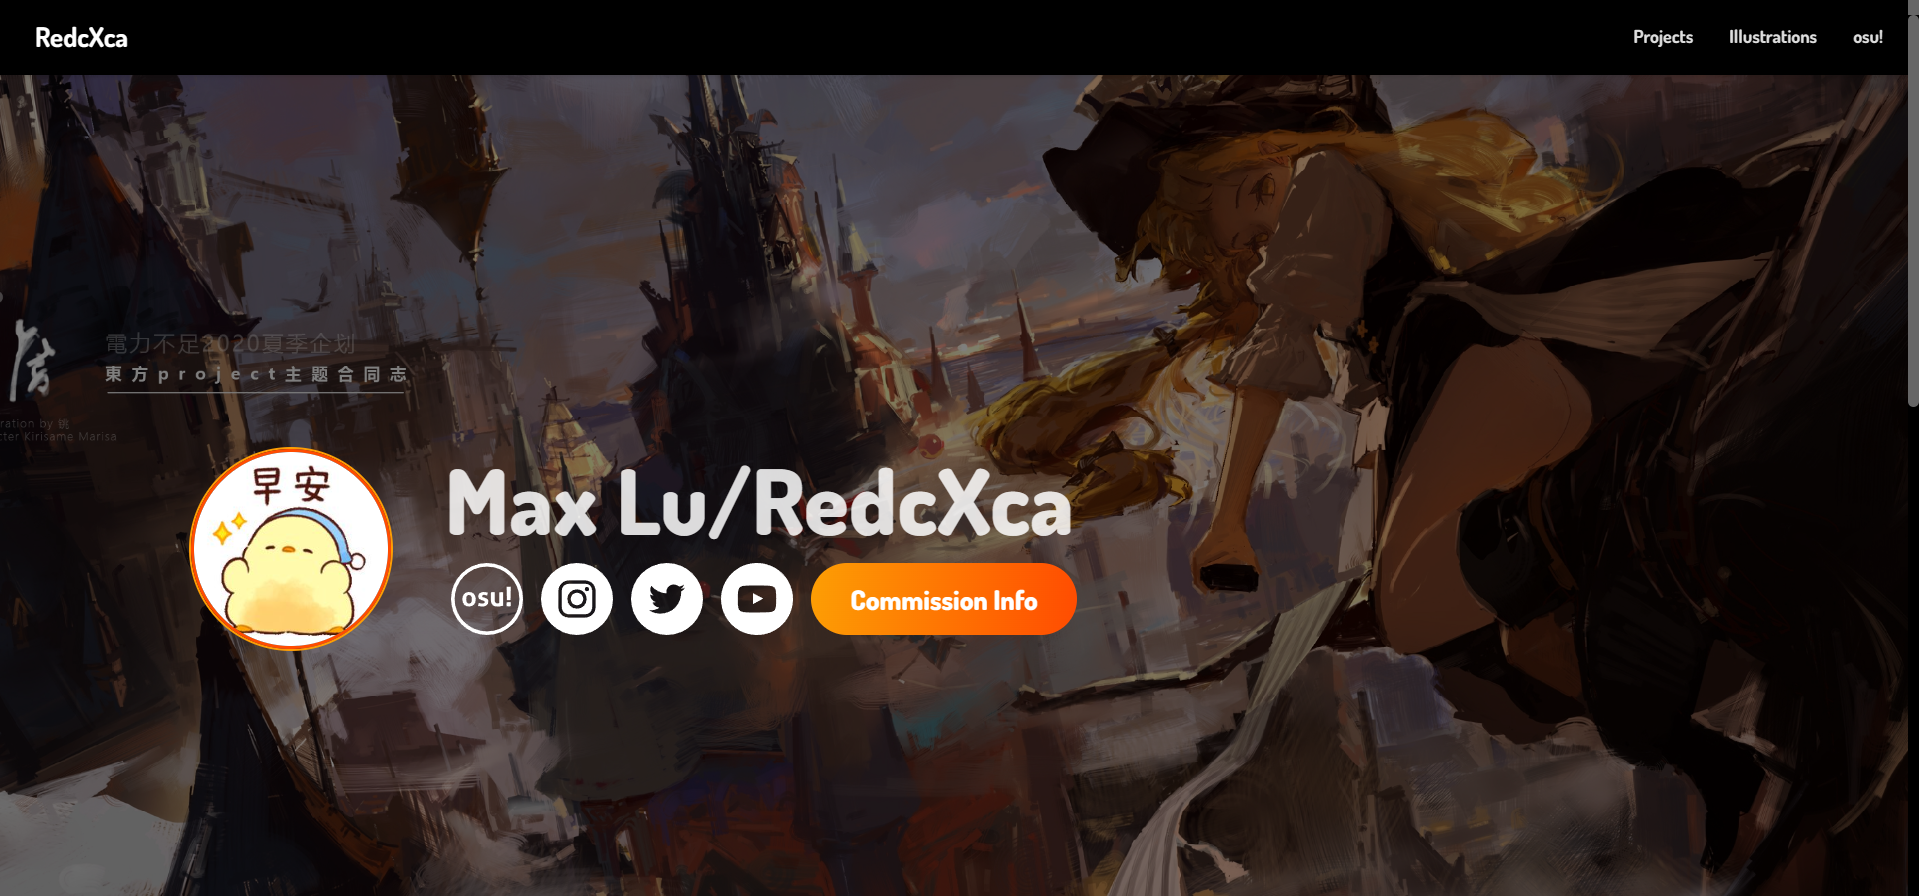 RedcXca
Projects
Illustrations
osu!
電力不足2020夏季企划
東方project主题合同志
ration by 铫
cter Kirisame Marisa
早安
Max Lu/RedcXca
osu!
Commission Info